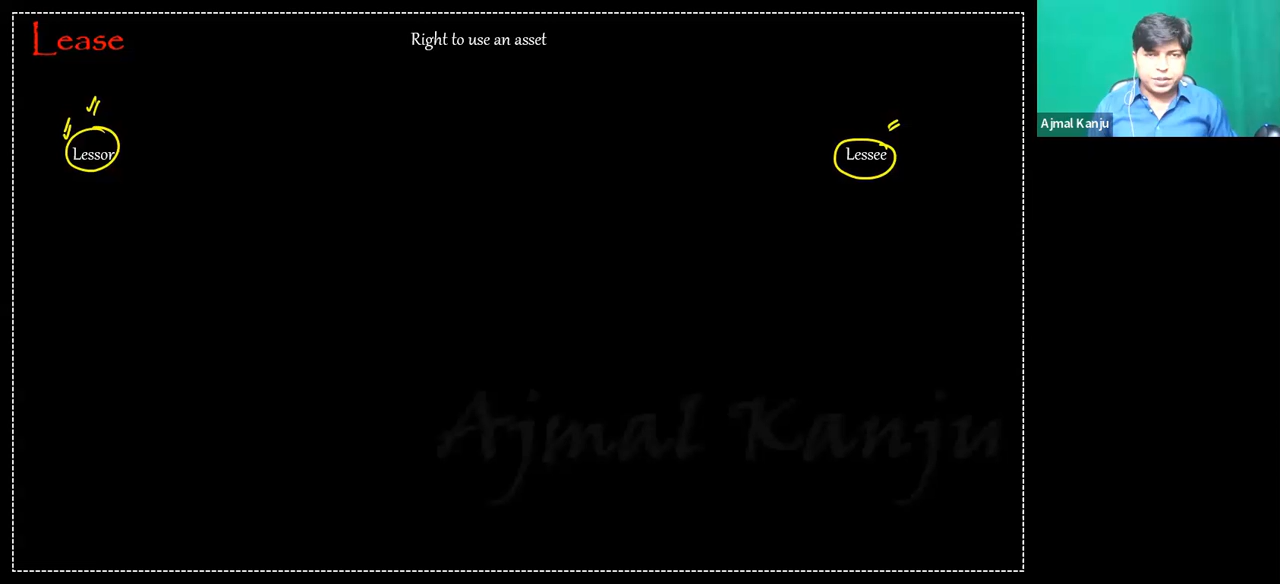 Lease
Right to use an asset
Ajmal Kanju
Lessor
Lessee
Ajmal Kanju